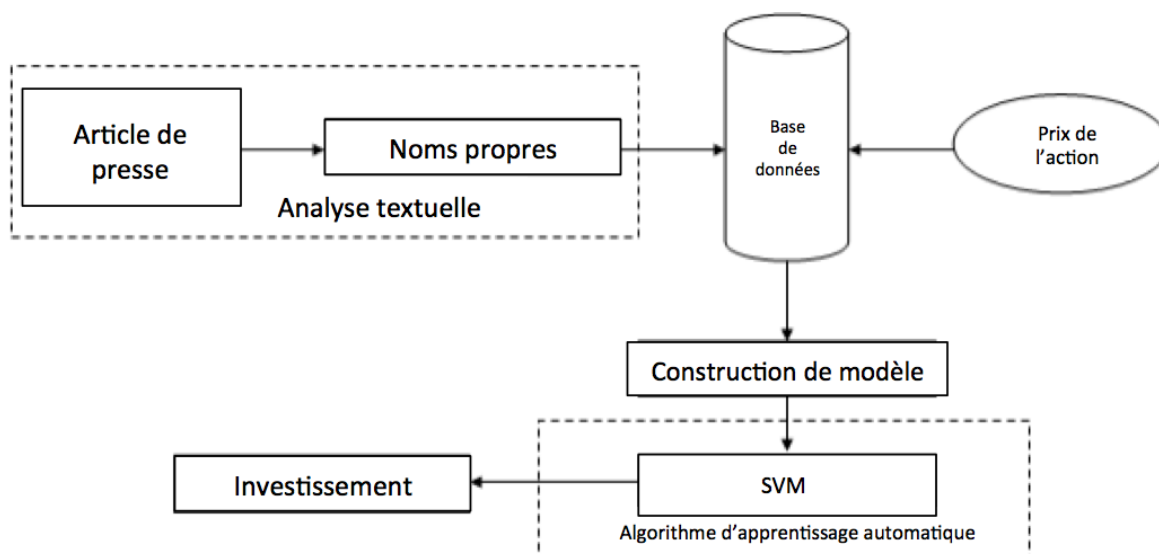 Article de
presse
Noms propres
Analyse textuelle
Base
de
données
Prix de
l’action
Construction de modèle
Investissement
SVM
Algorithme d’apprentissage automatique